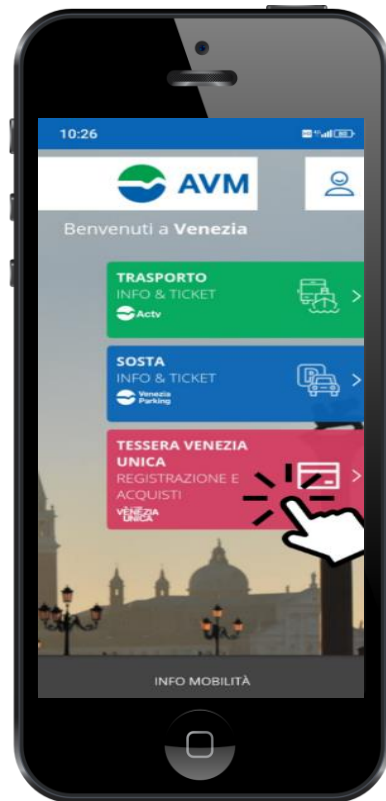 10:26
AVM
Benvenuti a Venezia
TRASPORTO
INFO & TICKET
Actv
SOSTA
INFO & TICKET
P
Venezia
Parking
TESSERA VENEZIA
UNICA
REGISTRAZIONE E
ACQUISTI
VENEZIA
UNICA
INFO MOBILITÀ